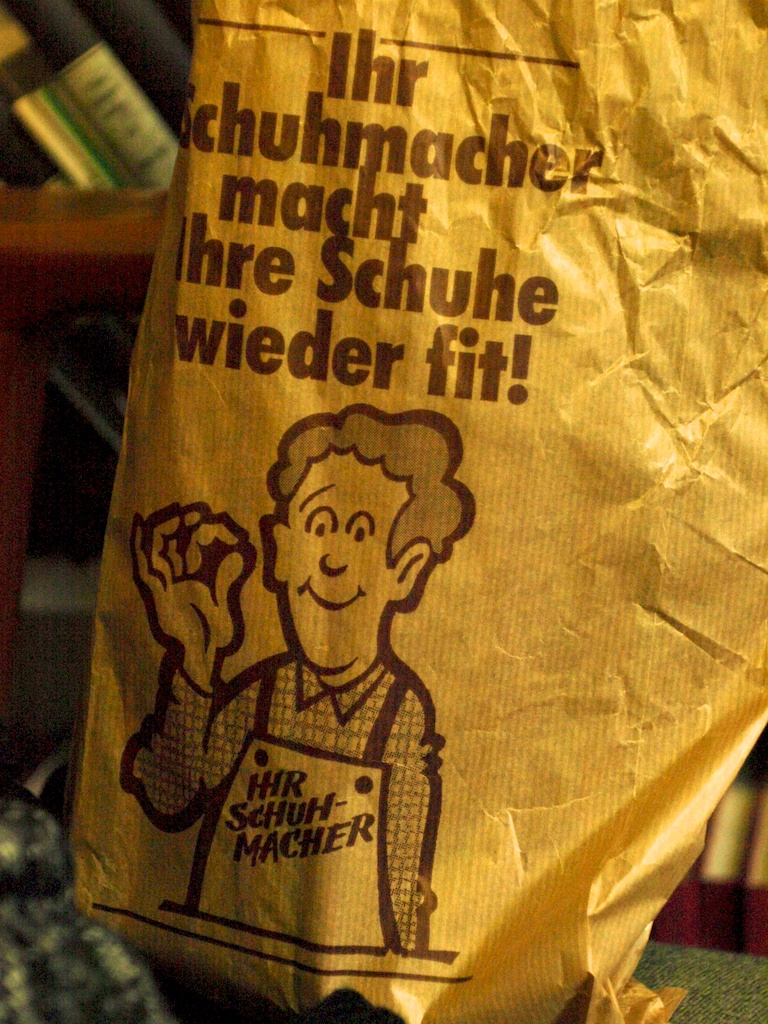 Ihr
Schuhmacher
macht
Ihre Schuhe
wieder fit!
IHR
SCHUH-
MACHER